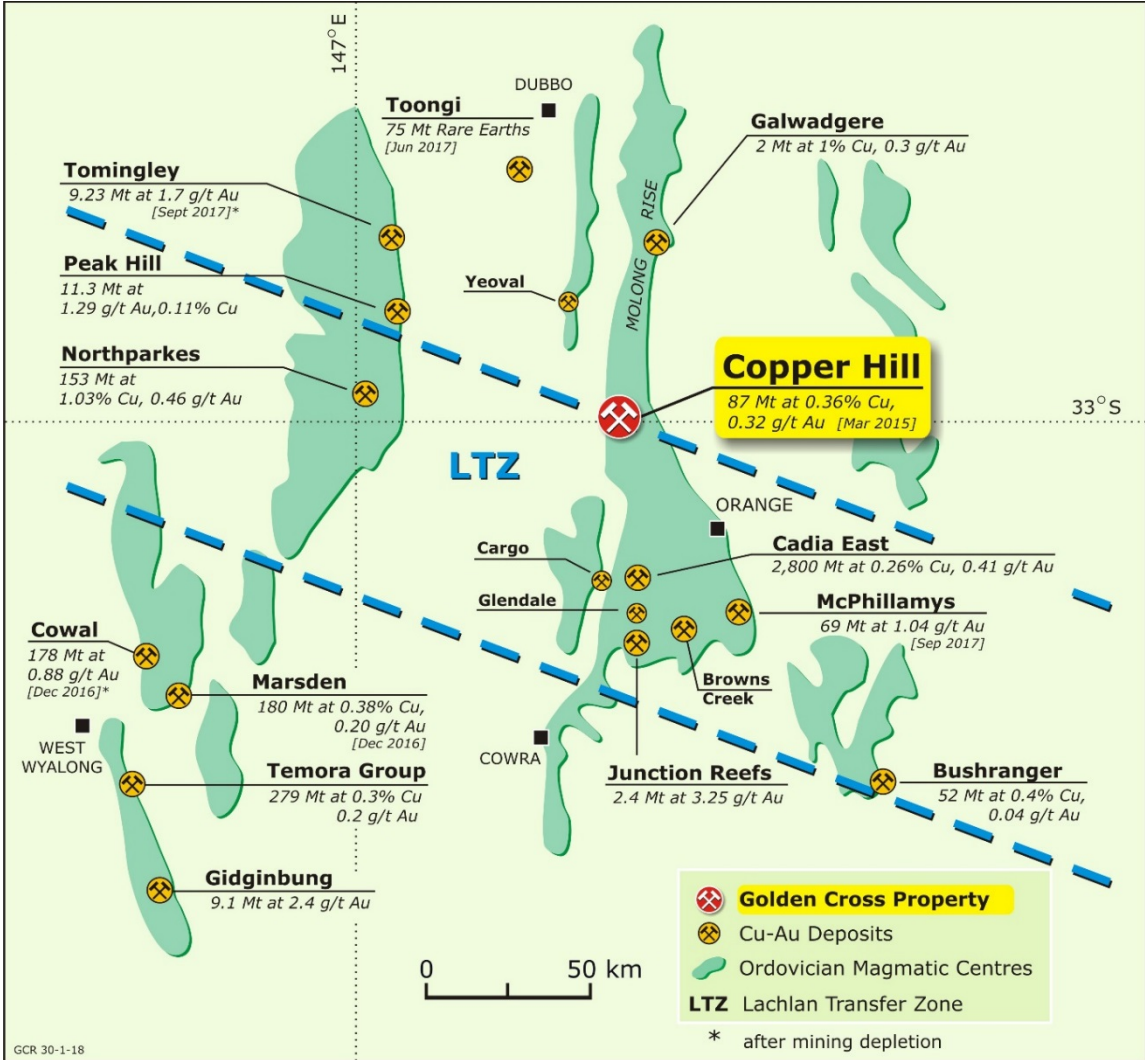 147°E
DUBBO
Toongi
75 Mt Rare Earths
[Jun 2017]
Galwadgere
2 Mt at 1% Cu, 0.3 g/t Au
Tomingley
9.23 Mt at 1.7 g/t Au
[Sept 2017]*
MOLONG RISE
Peak Hill
11.3 Mt at
1.29 g/t Au,0.11% Cu
Yeoval
Northparkes
153 Mt at
1.03% Cu, 0.46 g/t Au
Copper Hill
87 Mt at 0.36% Cu,
0.32 g/t Au [Mar 2015]
33°S
LTZ
ORANGE
Cargo
Cadia East
2,800 Mt at 0.26% Cu, 0.41 g/t Au
Glendale
McPhillamys
69 Mt at 1.04 g/t Au
[Sep 2017]
Cowal
178 Mt at
0.88 g/t Au
[Dec 2016]*
Browns
Creek
Marsden
180 Mt at 0.38% Cu,
0.20 g/t Au
[Dec 2016]
WEST
WYALONG
COWRA
Temora Group
279 Mt at 0.3% Cu
0.2 g/t Au
Junction Reefs
2.4 Mt at 3.25 g/t Au
Bushranger
52 Mt at 0.4% Cu,
0.04 g/t Au
Gidginbung
9.1 Mt at 2.4 g/t Au
Golden Cross Property
Cu-Au Deposits
Ordovician Magmatic Centres
LTZ Lachlan Transfer Zone
* after mining depletion
0 50 km
GCR 30-1-18